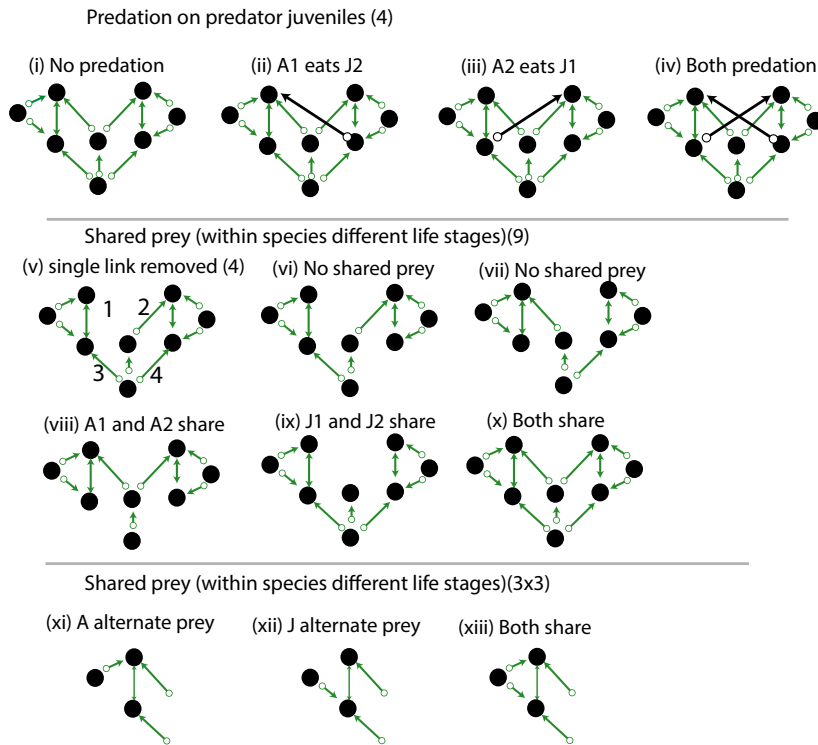 Predation on predator juveniles (4)
(i) No predation
(ii) A1 eats J2
(iii) A2 eats J1
(iv) Both predation
Shared prey (within species different life stages)(9)
(v) single link removed (4)
(vi) No shared prey
(vii) No shared prey
1
2
3
4
(viii) A1 and A2 share
(ix) J1 and J2 share
(x) Both share
Shared prey (within species different life stages)(3x3)
(xi) A alternate prey
(xii) J alternate prey
(xiii) Both share